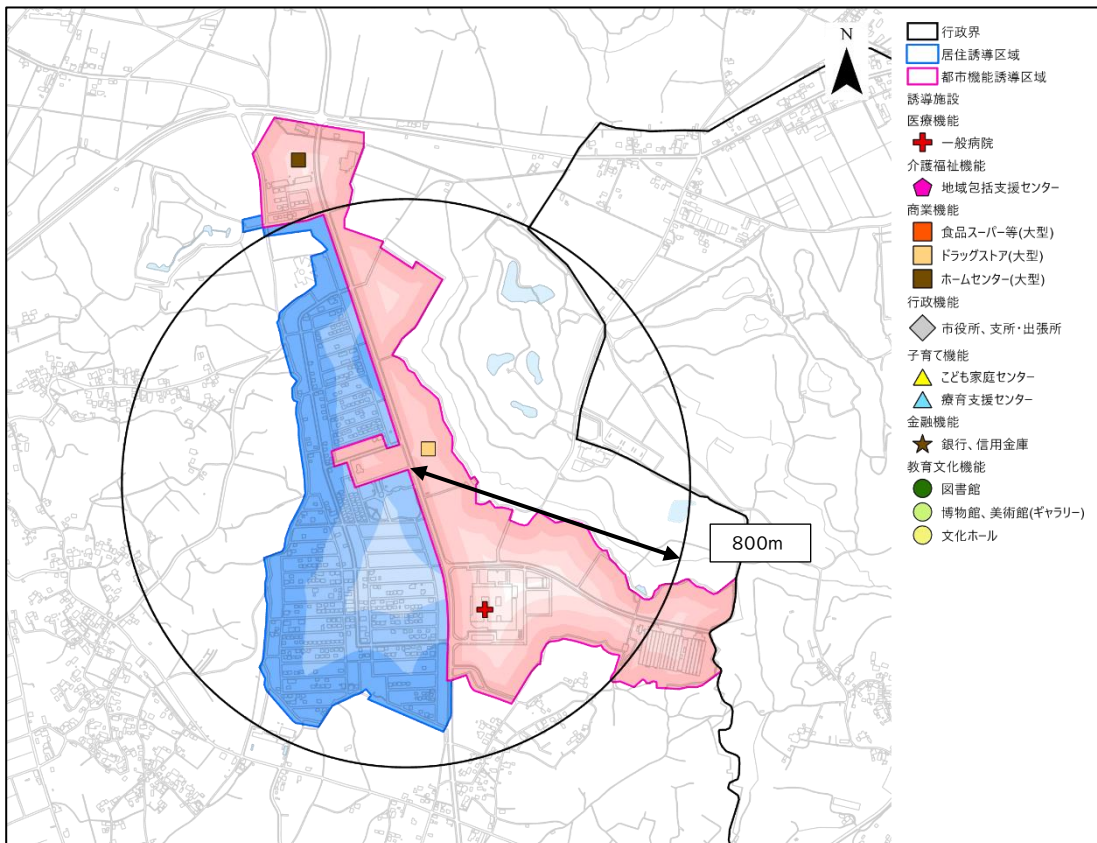 N
行政界
居住誘導区域
都市機能誘導区域
誘導施設
医療機能
一般病院
介護福祉機能
地域包括支援センター
商業機能
食品スーパー等(大型)
ドラッグストア(大型)
ホームセンター(大型)
行政機能
市役所、支所・出張所
子育て機能
こども家庭センター
療育支援センター
金融機能
銀行、信用金庫
教育文化機能
図書館
博物館、美術館(ギャラリー)
文化ホール
800m